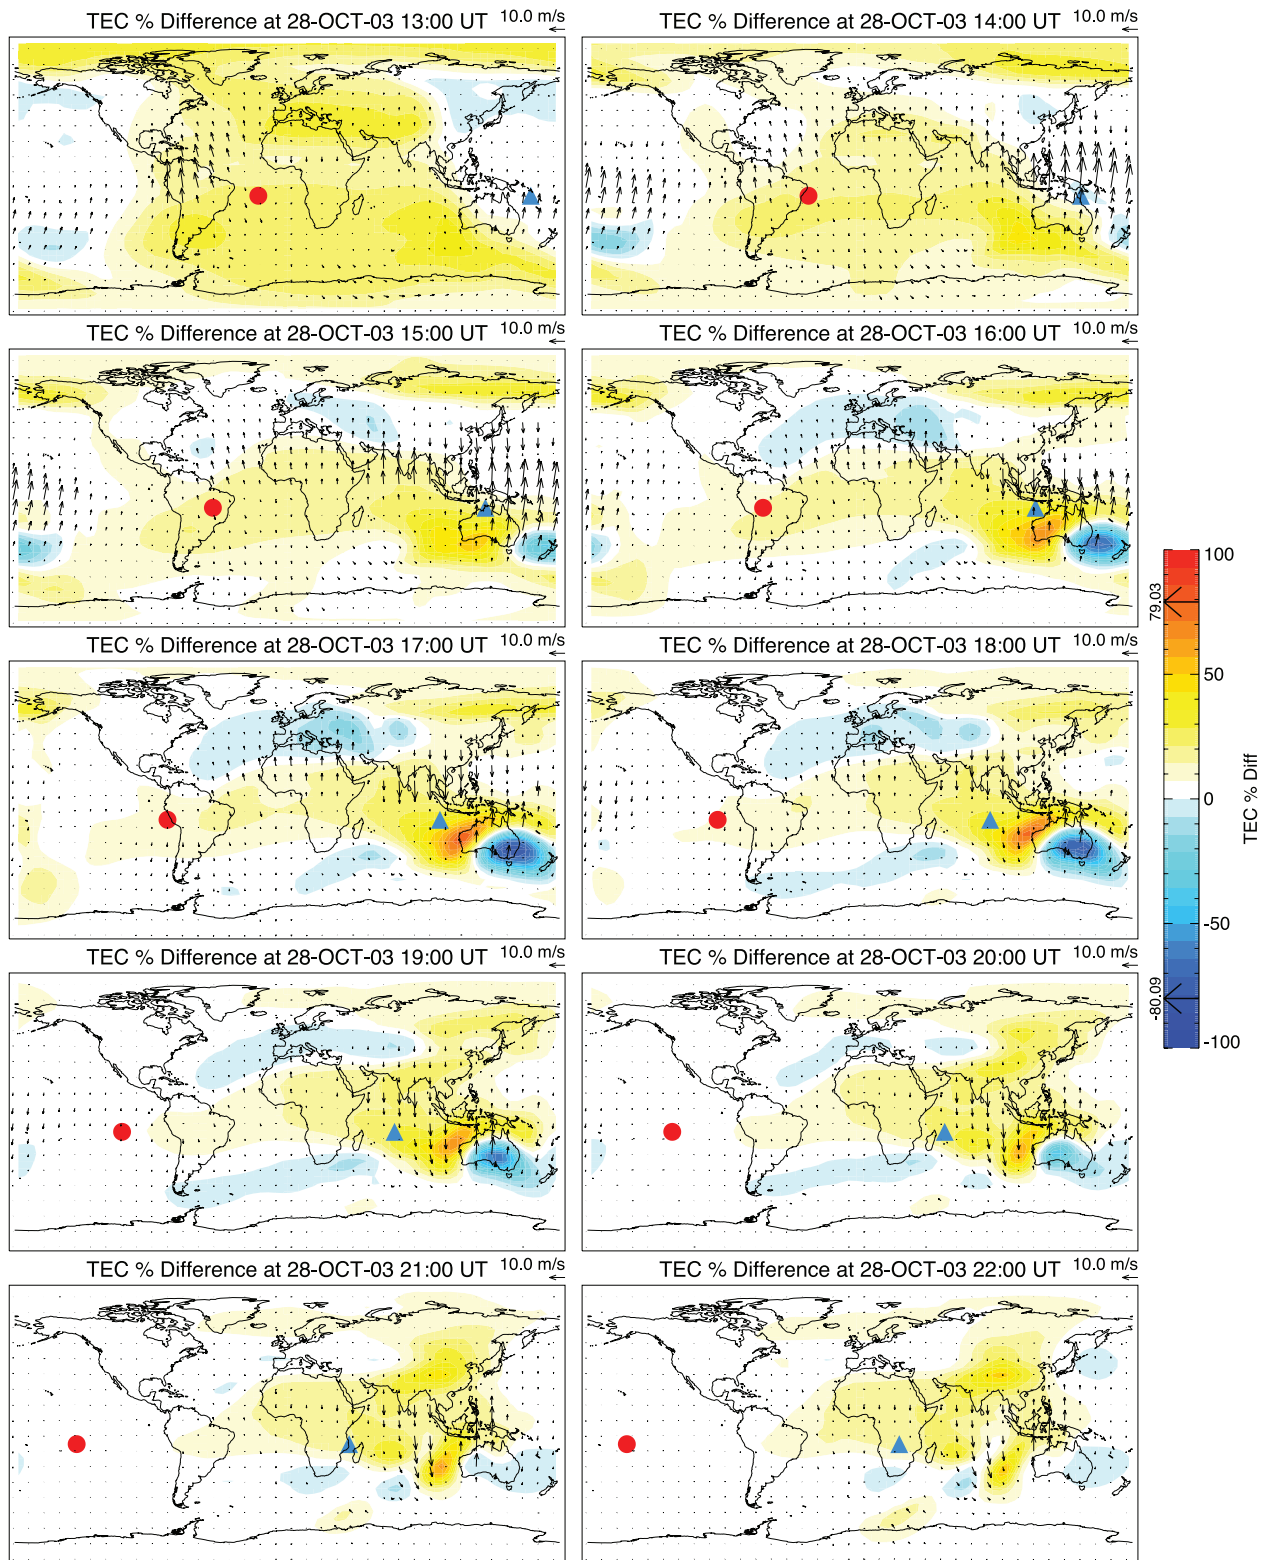 TEC % Difference at 28-OCT-03 13:00 UT 10.0 m/s
TEC % Difference at 28-OCT-03 14:00 UT 10.0 m/s
TEC % Difference at 28-OCT-03 15:00 UT 10.0 m/s
TEC % Difference at 28-OCT-03 16:00 UT 10.0 m/s
TEC % Difference at 28-OCT-03 17:00 UT 10.0 m/s
TEC % Difference at 28-OCT-03 18:00 UT 10.0 m/s
TEC % Difference at 28-OCT-03 19:00 UT 10.0 m/s
TEC % Difference at 28-OCT-03 20:00 UT 10.0 m/s
TEC % Difference at 28-OCT-03 21:00 UT 10.0 m/s
TEC % Difference at 28-OCT-03 22:00 UT 10.0 m/s
100
79.03
50
0
-50
-80.09
-100
TEC % Diff